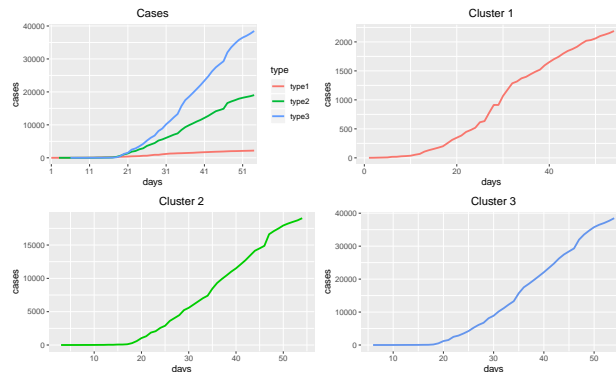 Cases
40000
30000
20000
10000
0
cases
1
11
21
31
41
51
days
type
type1
type2
type3
Cluster 1
2000
1500
1000
500
0
cases
0
20
40
days
Cluster 2
15000
10000
5000
0
cases
10
20
30
40
50
days
Cluster 3
40000
30000
20000
10000
0
cases
10
20
30
40
50
days